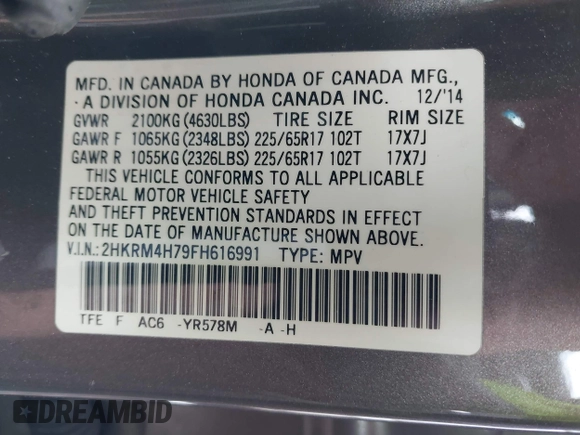 MFD. IN CANADA BY HONDA OF CANADA MFG.,
A DIVISION OF HONDA CANADA INC. 12/'14
GVWR 2100KG (4630LBS) TIRE SIZE RIM SIZE
GAWR F 1065KG (2348LBS) 225/65R17 102T 17X7J
GAWR R 1055KG (2326LBS) 225/65R17 102T 17X7J
THIS VEHICLE CONFORMS TO ALL APPLICABLE
FEDERAL MOTOR VEHICLE SAFETY
AND THEFT PREVENTION STANDARDS IN EFFECT
ON THE DATE OF MANUFACTURE SHOWN ABOVE.
V.I.N.: 2HKRM4H79FH616991 TYPE: MPV
TFE F AC6 -YR578M -A -H
DREAMBID